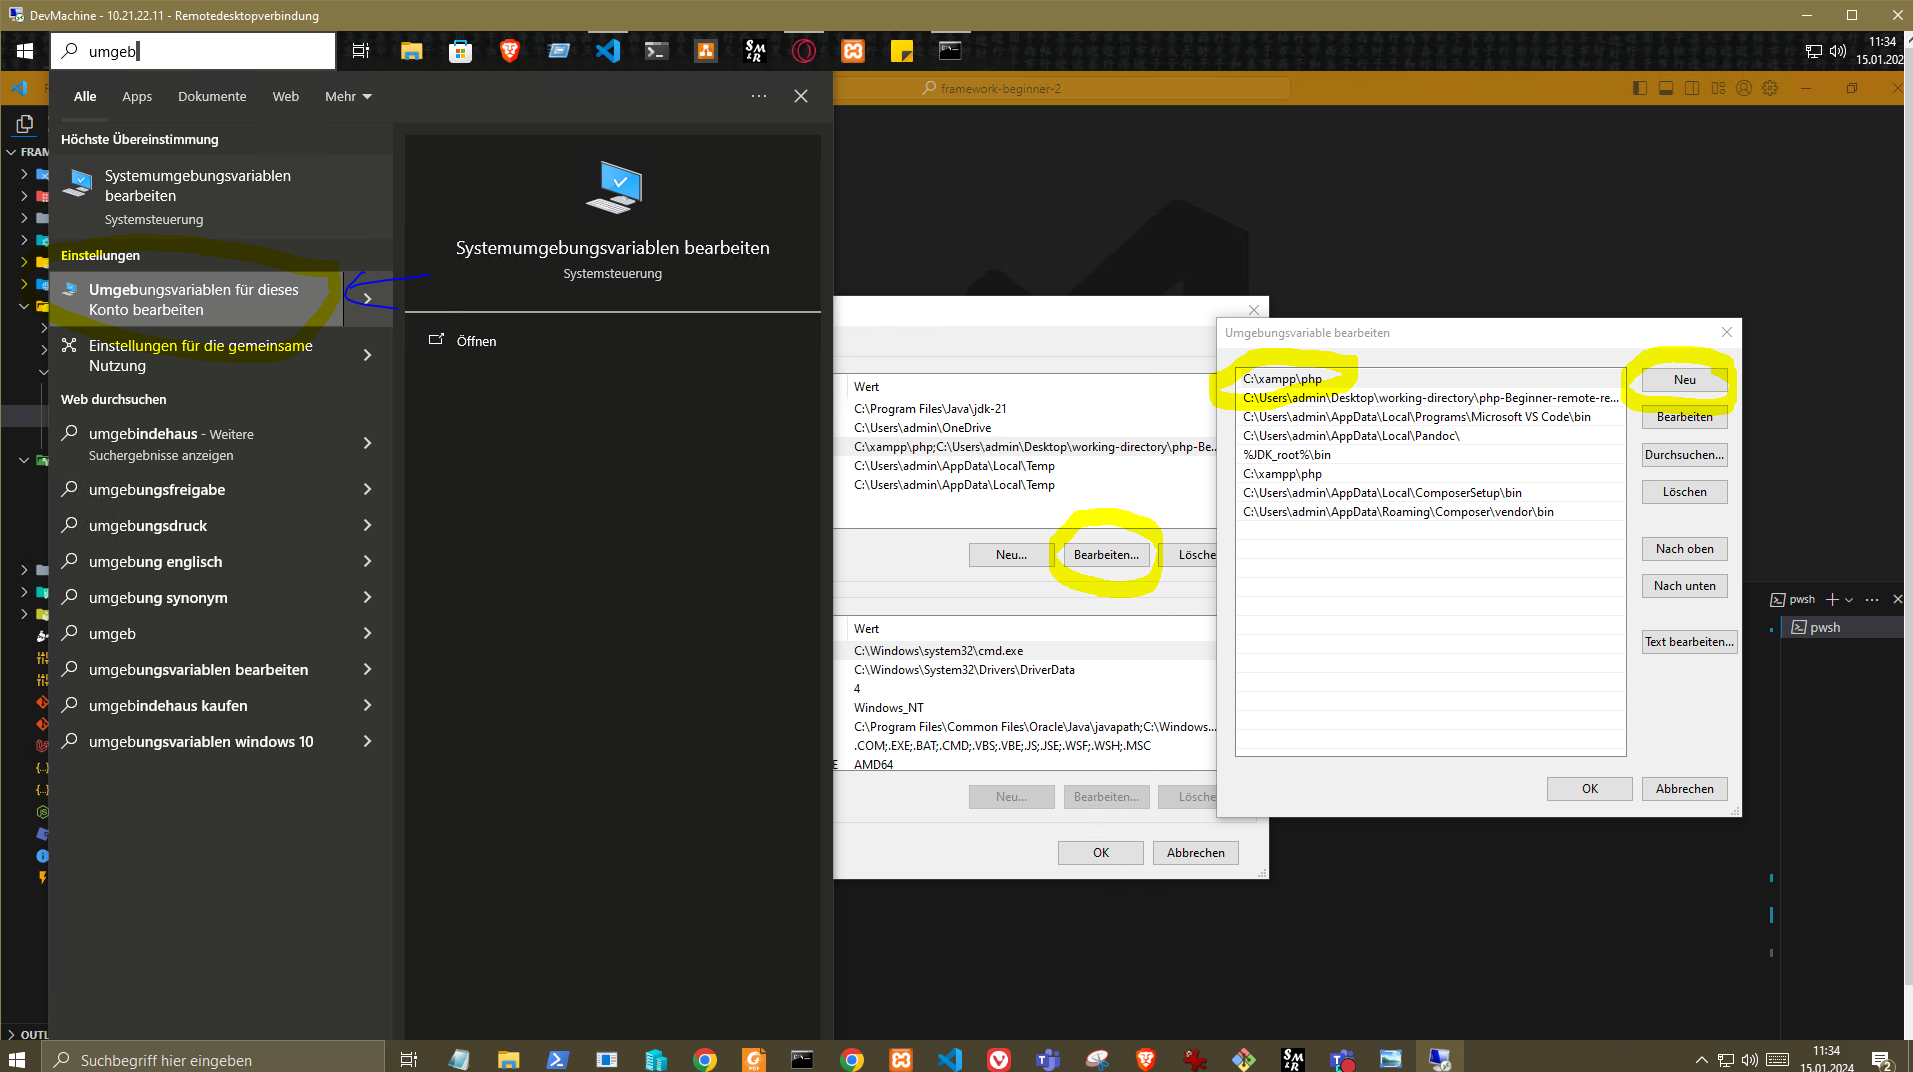 DevMachine - 10.21.22.11 - Remotedesktopverbindung
umgeb
11:34
15.01.202
Alle
Apps
Dokumente
Web
Mehr
Höchste Übereinstimmung
Systemumgebungsvariablen
bearbeiten
Systemsteuerung
Einstellungen
Umgebungsvariablen für dieses
Konto bearbeiten
Einstellungen für die gemeinsame
Nutzung
Web durchsuchen
umgebindehaus - Weitere
Suchergebnisse anzeigen
umgebungsfreigabe
umgebungsdruck
umgebung englisch
umgebung synonym
umgeb
umgebungsvariablen bearbeiten
umgebindehaus kaufen
umgebungsvariablen windows 10
Systemumgebungsvariablen bearbeiten
Systemsteuerung
Öffnen
framework-beginner-2
FRAM
OUTL
Wert
C:\Program Files\Java\jdk-21
C:\Users\admin\OneDrive
C:\xampp\php;C:\Users\admin\Desktop\working-directory\php-Be...
C:\Users\admin\AppData\Local\Temp
C:\Users\admin\AppData\Local\Temp
Neu...
Bearbeiten...
Lösche
Wert
C:\Windows\system32\cmd.exe
C:\Windows\System32\Drivers\DriverData
4
Windows_NT
C:\Program Files\Common Files\Oracle\Java\javapath;C:\Windows...
.COM;.EXE;.BAT;.CMD;.VBS;.VBE;.JS;.JSE;.WSF;.WSH;.MSC
E AMD64
Neu...
Bearbeiten...
Lösche
OK
Abbrechen
Umgebungsvariable bearbeiten
C:\xampp\php
C:\Users\admin\Desktop\working-directory\php-Beginner-remote-re...
C:\Users\admin\AppData\Local\Programs\Microsoft VS Code\bin
C:\Users\admin\AppData\Local\Pandoc\
%JDK_root%\bin
C:\xampp\php
C:\Users\admin\AppData\Local\ComposerSetup\bin
C:\Users\admin\AppData\Roaming\Composer\vendor\bin
Neu
Bearbeiten
Durchsuchen...
Löschen
Nach oben
Nach unten
Text bearbeiten...
OK
Abbrechen
pwsh
pwsh
Suchbegriff hier eingeben
11:34
15.01.2024
2